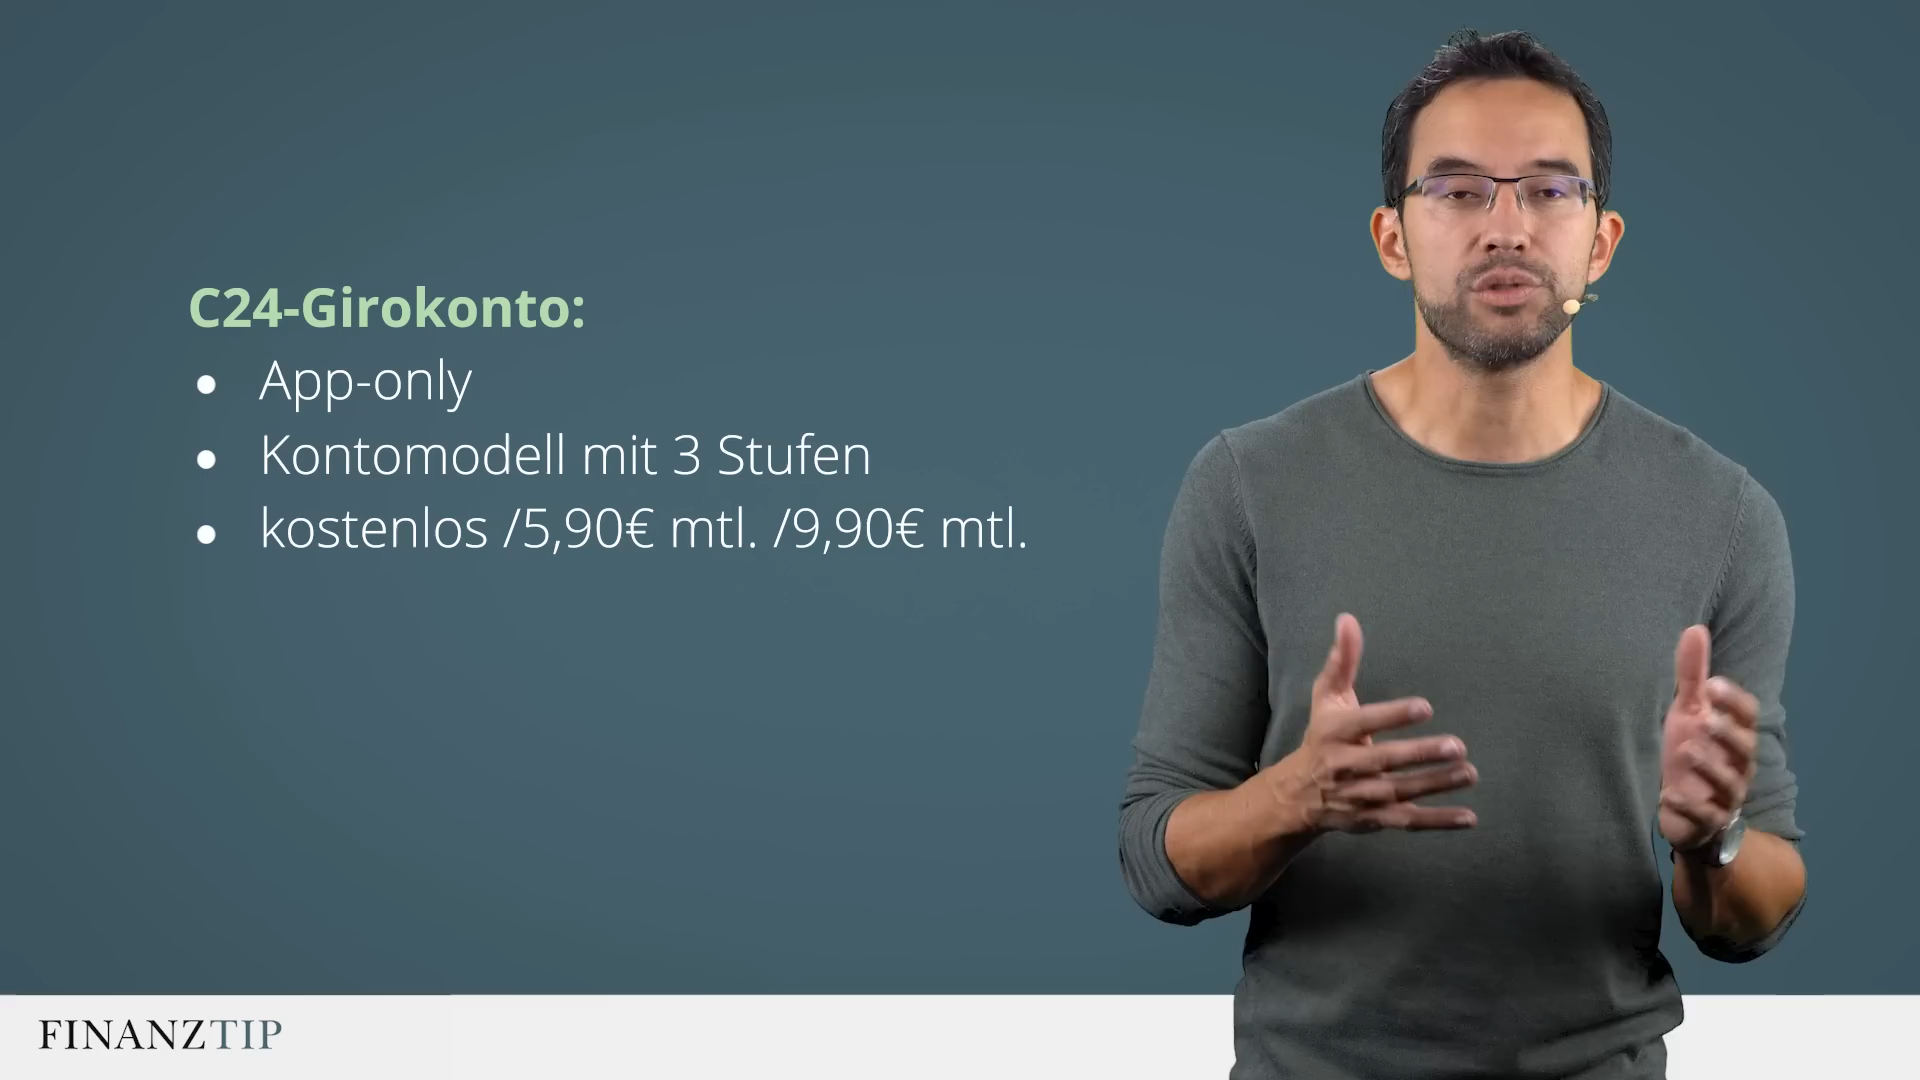 C24-Girokonto:
• App-only
• Kontomodell mit 3 Stufen
• kostenlos /5,90€ mtl. /9,90€ mtl.
FINANZTIP